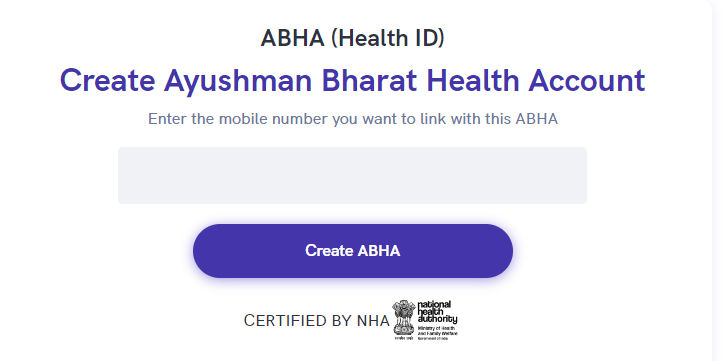 ABHA (Health ID)
Create Ayushman Bharat Health Account
Enter the mobile number you want to link with this ABHA
Create ABHA
CERTIFIED BY NHA
national
health
authority
Ministry of Health
and Family Welfare
Government of India